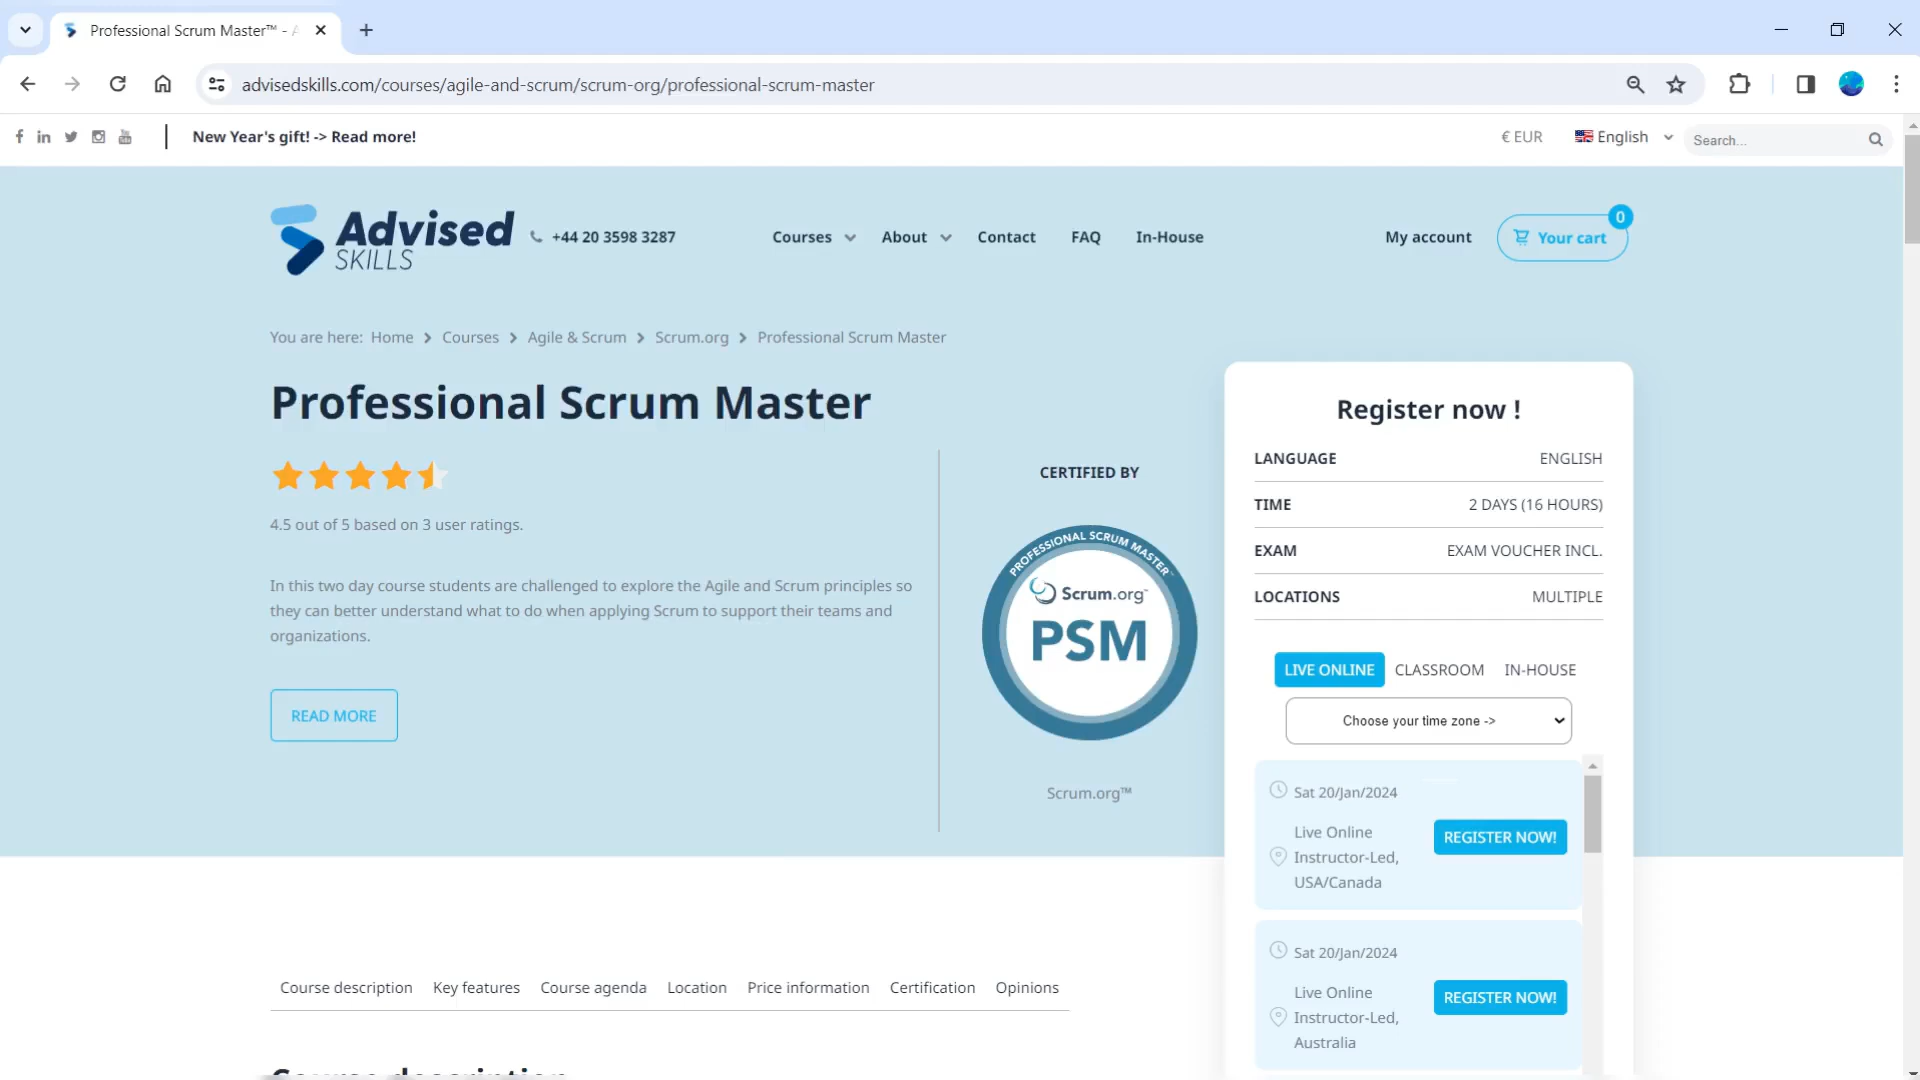 Professional Scrum Master™ - A
advisedskills.com/courses/agile-and-scrum/scrum-org/professional-scrum-master
New Year's gift! -> Read more!
€ EUR
English
Search...
Advised
SKILLS
+44 20 3598 3287
Courses
About
Contact
FAQ
In-House
My account
Your cart
0
You are here: Home > Courses > Agile & Scrum > Scrum.org > Professional Scrum Master
Professional Scrum Master
4.5 out of 5 based on 3 user ratings.
In this two day course students are challenged to explore the Agile and Scrum principles so
they can better understand what to do when applying Scrum to support their teams and
organizations.
READ MORE
CERTIFIED BY
PROFESSIONAL SCRUM MASTER™
Scrum.org™
PSM
Scrum.org™
Register now !
LANGUAGE ENGLISH
TIME 2 DAYS (16 HOURS)
EXAM EXAM VOUCHER INCL.
LOCATIONS MULTIPLE
LIVE ONLINE CLASSROOM IN-HOUSE
Choose your time zone ->
Sat 20/Jan/2024
Live Online
Instructor-Led,
USA/Canada
REGISTER NOW!
Sat 20/Jan/2024
Live Online
Instructor-Led,
Australia
REGISTER NOW!
Course description
Key features
Course agenda
Location
Price information
Certification
Opinions
Course description